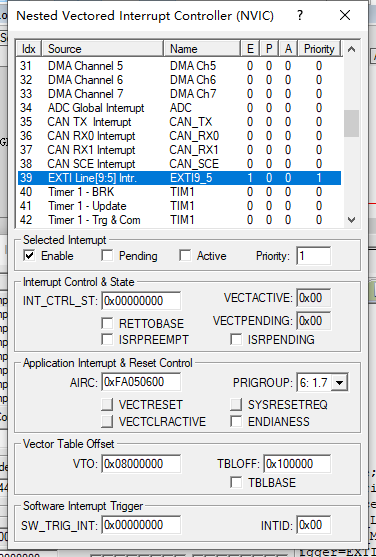 Nested Vectored Interrupt Controller (NVIC)
Idx Source Name E P A Priority
31 DMA Channel 5 DMA Ch5 0 0 0 0
32 DMA Channel 6 DMA Ch6 0 0 0 0
33 DMA Channel 7 DMA Ch7 0 0 0 0
34 ADC Global Interrupt ADC 0 0 0 0
35 CAN TX Interrupt CAN_TX 0 0 0 0
36 CAN RX0 Interrupt CAN_RX0 0 0 0 0
37 CAN RX1 Interrupt CAN_RX1 0 0 0 0
38 CAN SCE Interrupt CAN_SCE 0 0 0 0
39 EXTI Line[9:5] Intr. EXTI9_5 1 0 0 1
40 Timer 1 - BRK TIM1 0 0 0 0
41 Timer 1 - Update TIM1 0 0 0 0
42 Timer 1 - Trg & Com TIM1 0 0 0 0
Selected Interrupt
Enable Pending Active Priority: 1
Interrupt Control & State
INT_CTRL_ST: 0x00000000 VECTACTIVE: 0x00
RETTOBASE VECTPENDING: 0x00
ISRPREEMPT ISRPENDING
Application Interrupt & Reset Control
AIRC: 0xFA050600 PRIGROUP: 6: 1.7
VECTRESET SYSRESETREQ
VECTCLRACTIVE ENDIANESS
Vector Table Offset
VTO: 0x08000000 TBLOFF: 0x100000
TBLBASE
Software Interrupt Trigger
SW_TRIG_INT: 0x00000000 INTID: 0x00
igger=EXTI